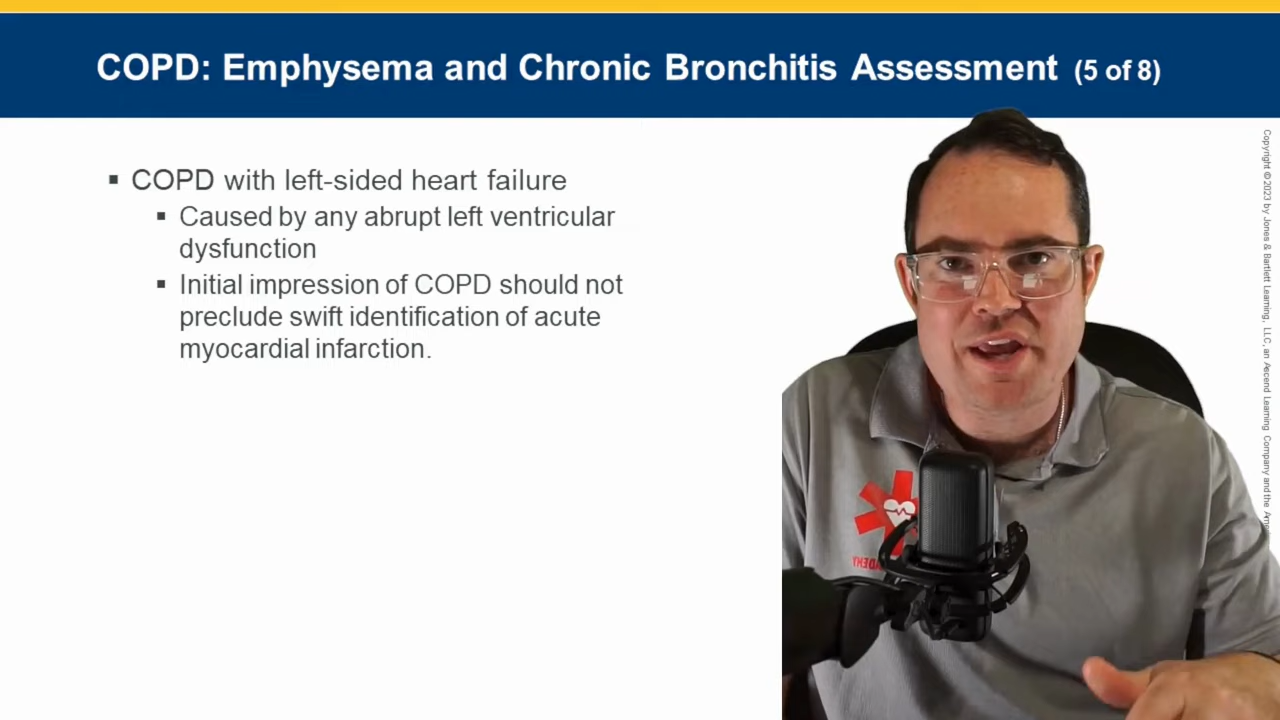 COPD: Emphysema and Chronic Bronchitis Assessment (5 of 8)
▪ COPD with left-sided heart failure
▪ Caused by any abrupt left ventricular
dysfunction
▪ Initial impression of COPD should not
preclude swift identification of acute
myocardial infarction.
Copyright © 2023 by Jones & Bartlett Learning, LLC, an Ascend Learning Company and the
ADEMY